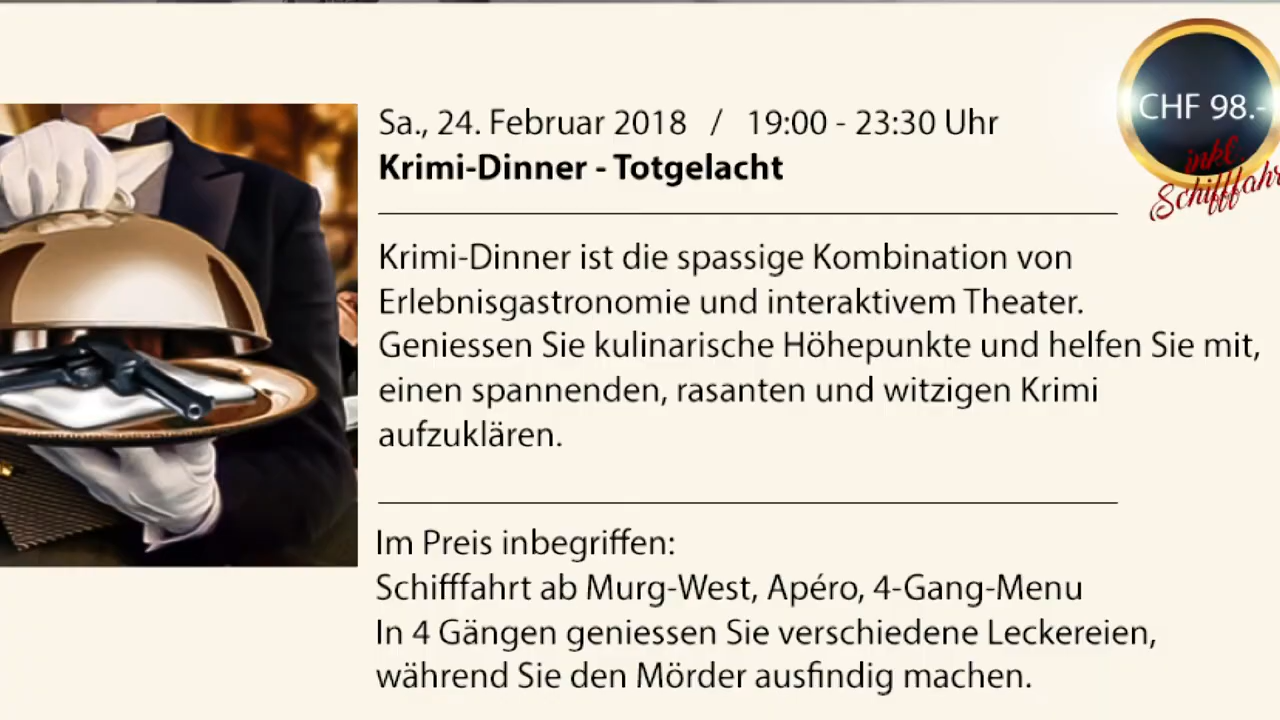 CHF 98.-
inkl.
Sa., 24. Februar 2018 / 19:00 - 23:30 Uhr
Krimi-Dinner - Totgelacht
Krimi-Dinner ist die spassige Kombination von
Erlebnisgastronomie und interaktivem Theater.
Geniessen Sie kulinarische Höhepunkte und helfen Sie mit,
einen spannenden, rasanten und witzigen Krimi
aufzuklären.
Im Preis inbegriffen:
Schifffahrt ab Murg-West, Apéro, 4-Gang-Menu
In 4 Gängen geniessen Sie verschiedene Leckereien,
während Sie den Mörder ausfindig machen.